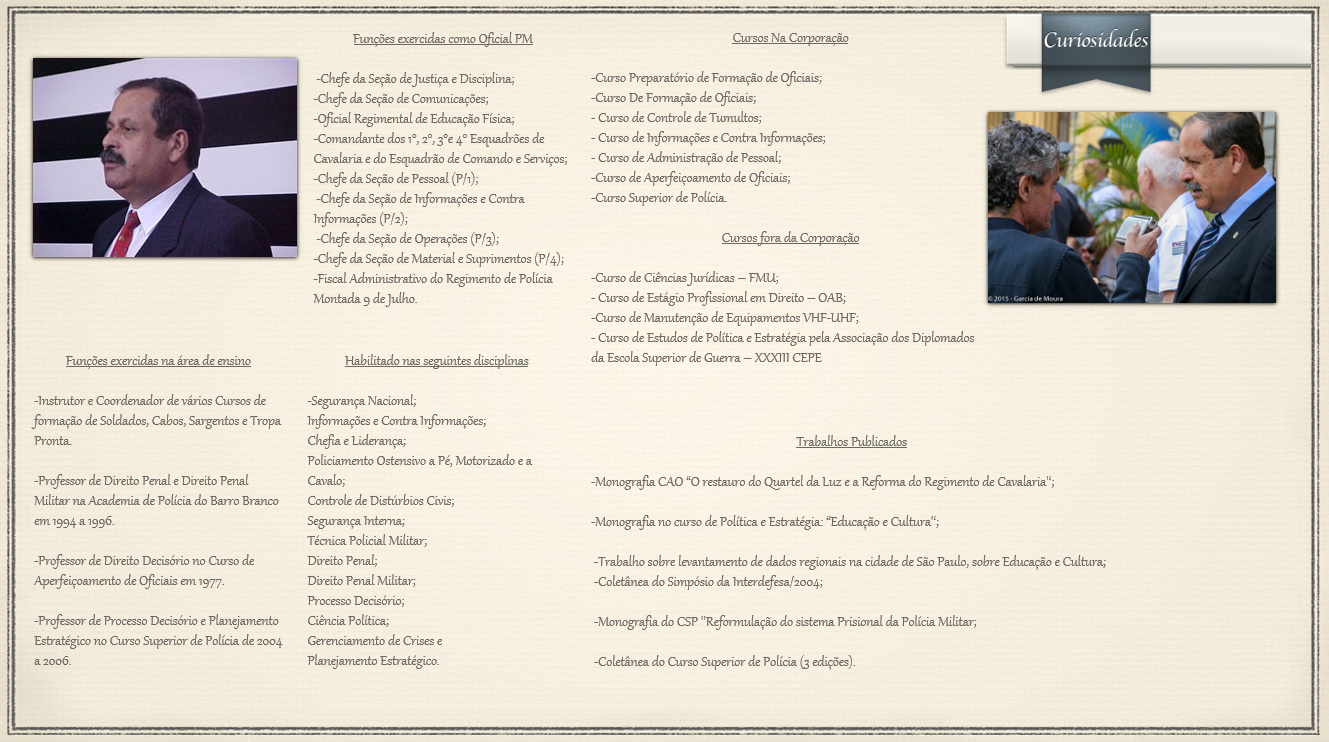 Curiosidades
Funções exercidas como Oficial PM
-Chefe da Seção de Justiça e Disciplina;
-Chefe da Seção de Comunicações;
-Oficial Regimental de Educação Física;
-Comandante dos 1º, 2º, 3ºe 4º Esquadrões de
Cavalaria e do Esquadrão de Comando e Serviços;
-Chefe da Seção de Pessoal (P/1);
-Chefe da Seção de Informações e Contra
Informações (P/2);
-Chefe da Seção de Operações (P/3);
-Chefe da Seção de Material e Suprimentos (P/4);
-Fiscal Administrativo do Regimento de Polícia
Montada 9 de Julho.
Cursos Na Corporação
-Curso Preparatório de Formação de Oficiais;
-Curso De Formação de Oficiais;
- Curso de Controle de Tumultos;
- Curso de Informações e Contra Informações;
- Curso de Administração de Pessoal;
-Curso de Aperfeiçoamento de Oficiais;
-Curso Superior de Polícia.
Cursos fora da Corporação
-Curso de Ciências Jurídicas – FMU;
- Curso de Estágio Profissional em Direito – OAB;
-Curso de Manutenção de Equipamentos VHF-UHF;
- Curso de Estudos de Política e Estratégia pela Associação dos Diplomados
da Escola Superior de Guerra – XXXIII CEPE
© 2015 - Garcia de Moura
Funções exercidas na área de ensino
-Instrutor e Coordenador de vários Cursos de
formação de Soldados, Cabos, Sargentos e Tropa
Pronta.
-Professor de Direito Penal e Direito Penal
Militar na Academia de Polícia do Barro Branco
em 1994 a 1996.
-Professor de Direito Decisório no Curso de
Aperfeiçoamento de Oficiais em 1977.
-Professor de Processo Decisório e Planejamento
Estratégico no Curso Superior de Polícia de 2004
a 2006.
Habilitado nas seguintes disciplinas
-Segurança Nacional;
Informações e Contra Informações;
Chefia e Liderança;
Policiamento Ostensivo a Pé, Motorizado e a
Cavalo;
Controle de Distúrbios Civis;
Segurança Interna;
Técnica Policial Militar;
Direito Penal;
Direito Penal Militar;
Processo Decisório;
Ciência Política;
Gerenciamento de Crises e
Planejamento Estratégico.
Trabalhos Publicados
-Monografia CAO “O restauro do Quartel da Luz e a Reforma do Regimento de Cavalaria";
-Monografia no curso de Política e Estratégia: “Educação e Cultura";
-Trabalho sobre levantamento de dados regionais na cidade de São Paulo, sobre Educação e Cultura;
-Coletânea do Simpósio da Interdefesa/2004;
-Monografia do CSP "Reformulação do sistema Prisional da Polícia Militar;
-Coletânea do Curso Superior de Polícia (3 edições).